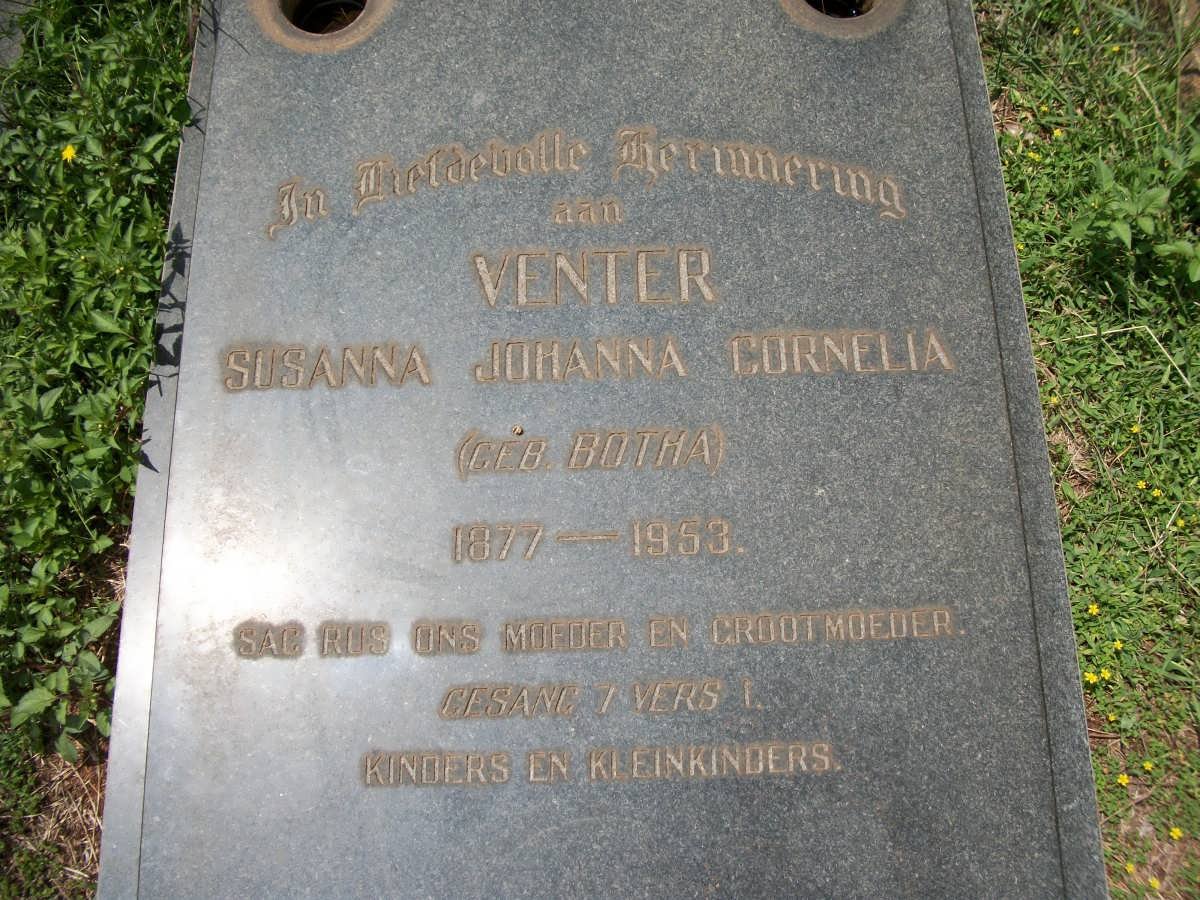 In Liefdevolle Herinnering
aan
VENTER
SUSANNA JOHANNA CORNELIA
(GEB. BOTHA)
1877 — 1953.
SAG RUS ONS MOEDER EN GROOTMOEDER.
GESANG 7 VERS 1.
KINDERS EN KLEINKINDERS.